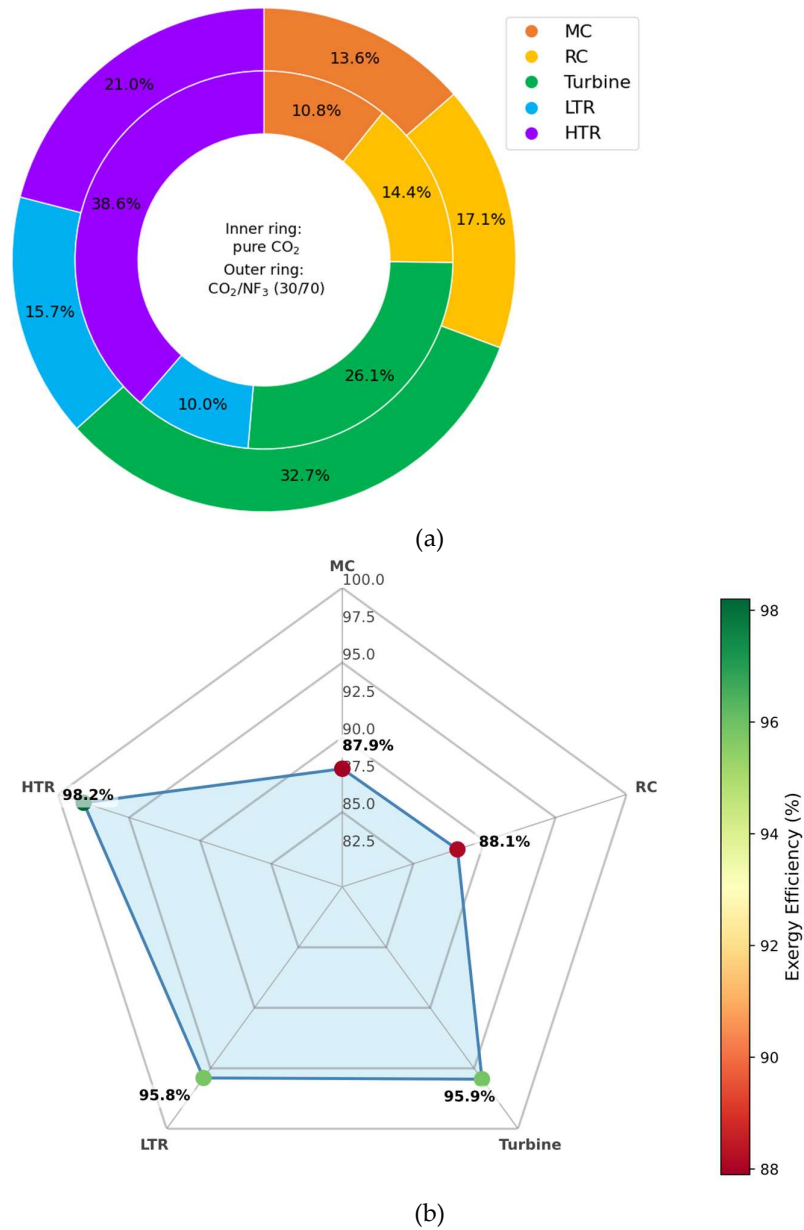 MC
RC
Turbine
LTR
HTR
13.6%
21.0%
10.8%
14.4%
38.6%
17.1%
Inner ring:
pure CO₂
Outer ring:
CO₂/NF₃ (30/70)
15.7%
26.1%
10.0%
32.7%
(a)
MC
100.0
97.5
95.0
92.5
90.0
87.9%
87.5
85.0
82.5
HTR
98.2%
RC
88.1%
95.8%
95.9%
LTR
Turbine
98
96
94
92
90
88
Exergy Efficiency (%)
(b)